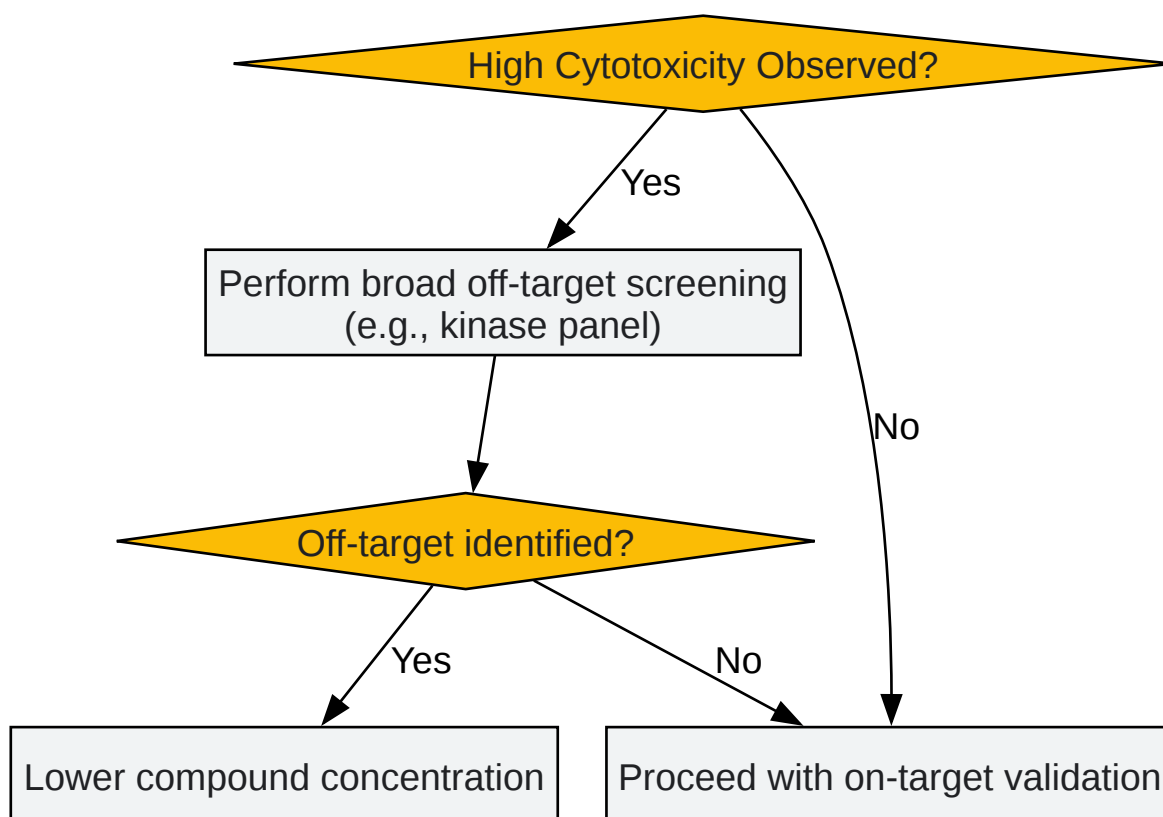 High Cytotoxicity Observed?
Yes
Perform broad off-target screening
(e.g., kinase panel)
No
Off-target identified?
Yes
No
Lower compound concentration
Proceed with on-target validation